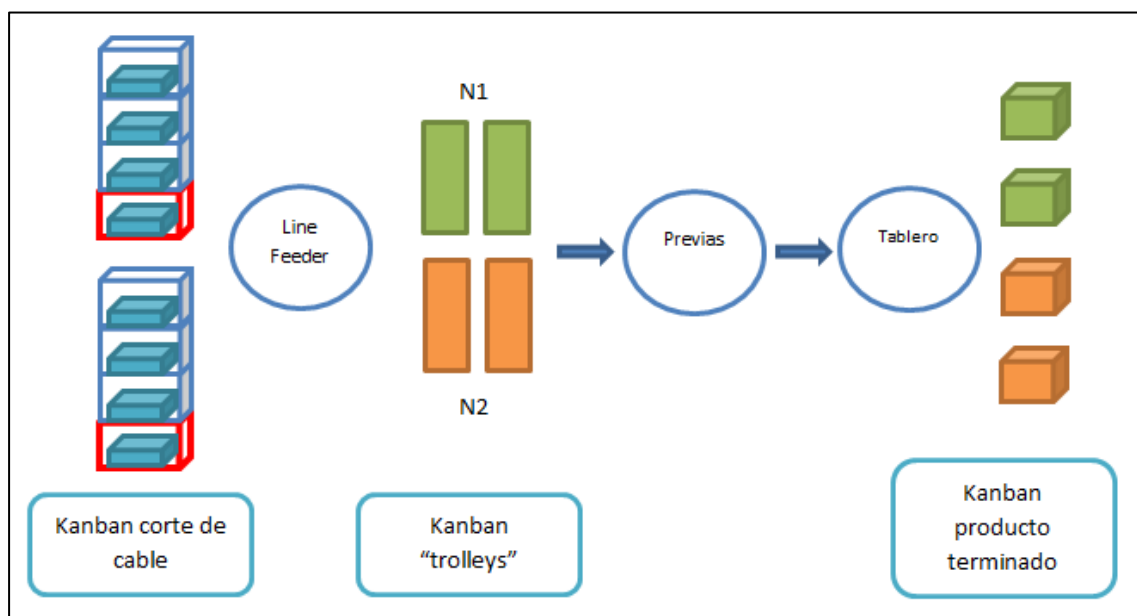 N1
Line
Feeder
Previas
Tablero
N2
Kanban corte de
cable
Kanban
“trolleys”
Kanban
producto
terminado